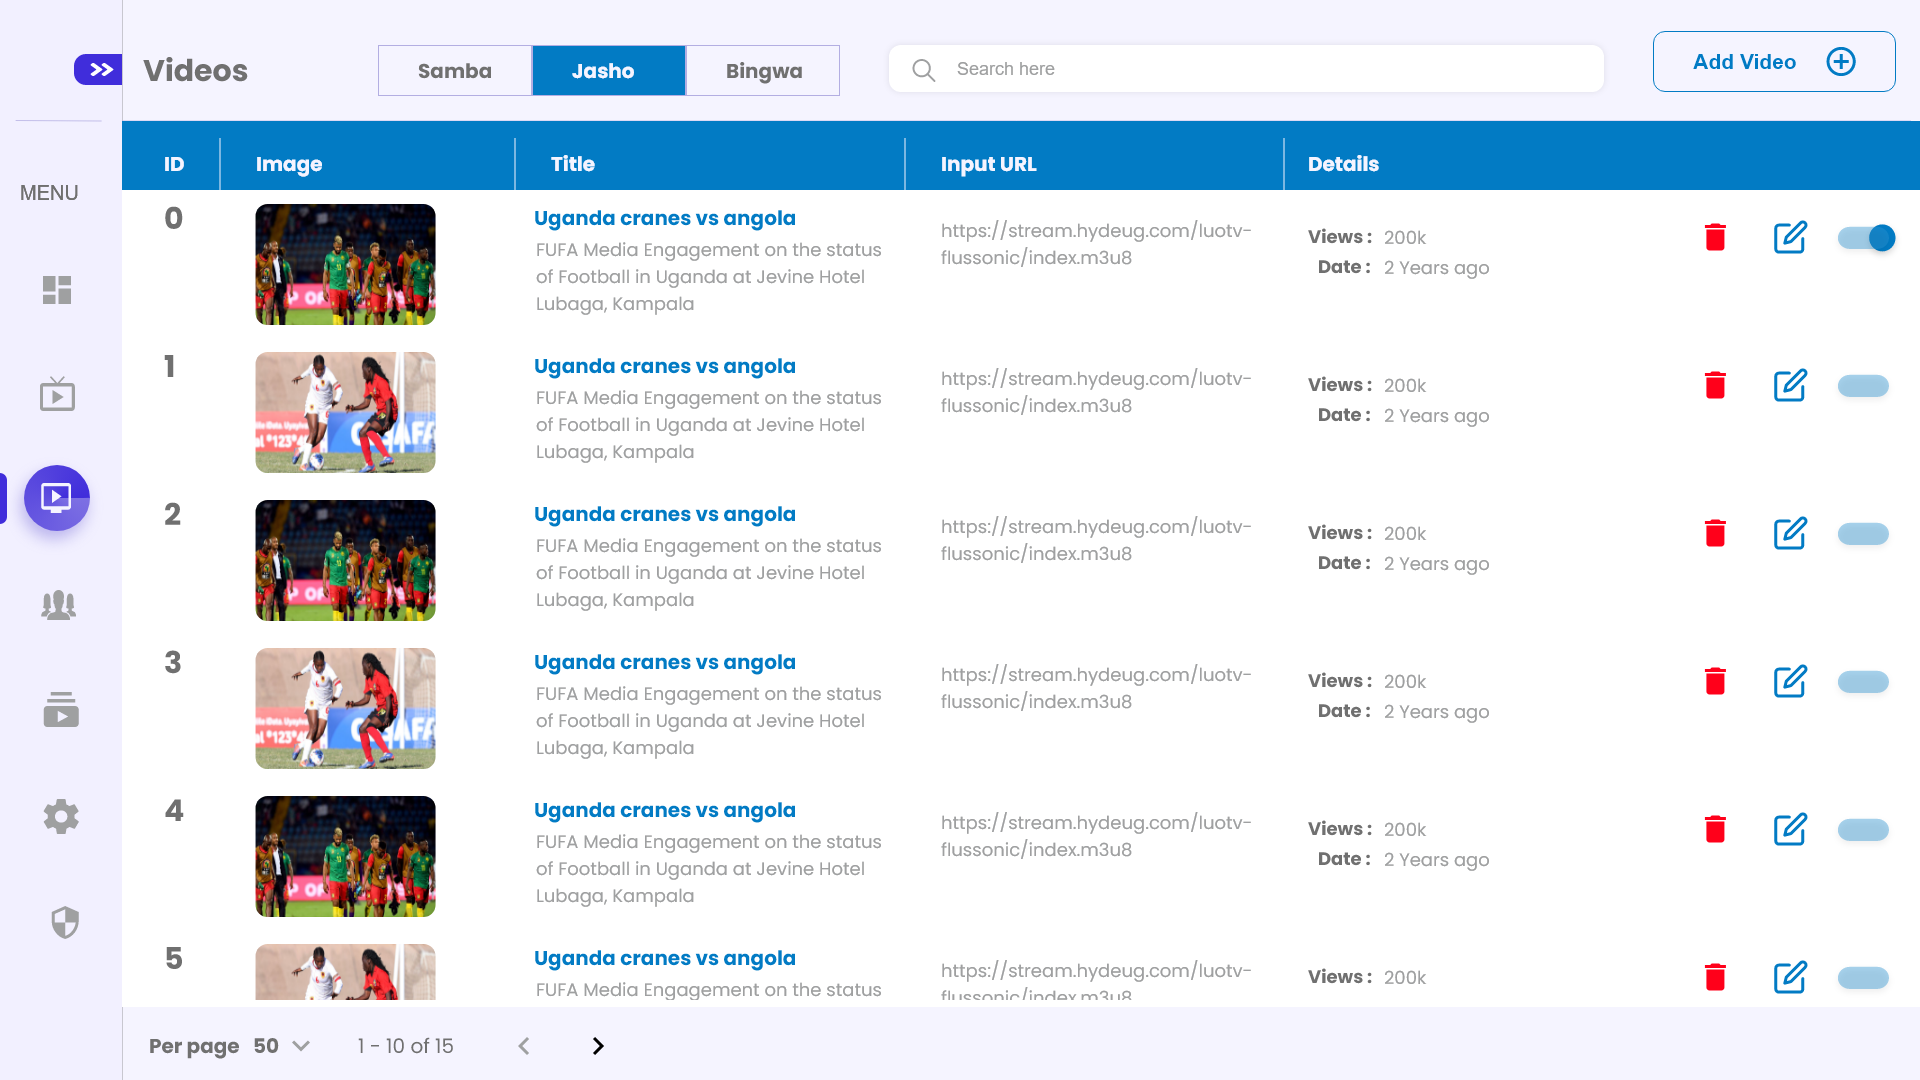 Videos
Samba
Jasho
Bingwa
Search here
Add Video
MENU
ID
Image
Title
Input URL
Details
0
Uganda cranes vs angola
FUFA Media Engagement on the status
of Football in Uganda at Jevine Hotel
Lubaga, Kampala
https://stream.hydeug.com/luotv-
flussonic/index.m3u8
Views : 200k
Date : 2 Years ago
1
Uganda cranes vs angola
FUFA Media Engagement on the status
of Football in Uganda at Jevine Hotel
Lubaga, Kampala
https://stream.hydeug.com/luotv-
flussonic/index.m3u8
Views : 200k
Date : 2 Years ago
2
Uganda cranes vs angola
FUFA Media Engagement on the status
of Football in Uganda at Jevine Hotel
Lubaga, Kampala
https://stream.hydeug.com/luotv-
flussonic/index.m3u8
Views : 200k
Date : 2 Years ago
3
Uganda cranes vs angola
FUFA Media Engagement on the status
of Football in Uganda at Jevine Hotel
Lubaga, Kampala
https://stream.hydeug.com/luotv-
flussonic/index.m3u8
Views : 200k
Date : 2 Years ago
4
Uganda cranes vs angola
FUFA Media Engagement on the status
of Football in Uganda at Jevine Hotel
Lubaga, Kampala
https://stream.hydeug.com/luotv-
flussonic/index.m3u8
Views : 200k
Date : 2 Years ago
5
Uganda cranes vs angola
FUFA Media Engagement on the status
https://stream.hydeug.com/luotv-
flussonic/index.m3u8
Views : 200k
Per page 50
1 - 10 of 15